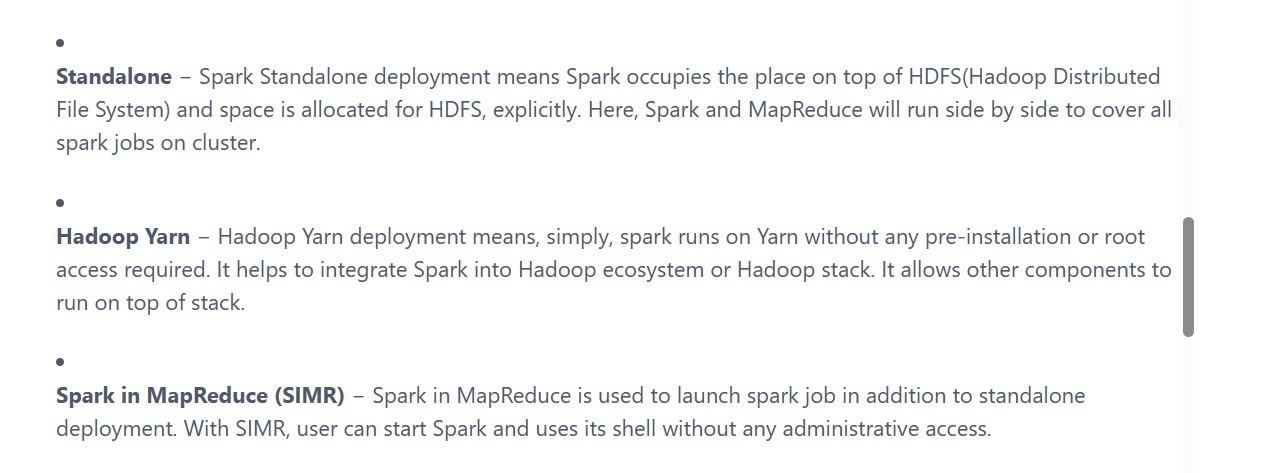 Standalone – Spark Standalone deployment means Spark occupies the place on top of HDFS(Hadoop Distributed
File System) and space is allocated for HDFS, explicitly. Here, Spark and MapReduce will run side by side to cover all
spark jobs on cluster.
Hadoop Yarn – Hadoop Yarn deployment means, simply, spark runs on Yarn without any pre-installation or root
access required. It helps to integrate Spark into Hadoop ecosystem or Hadoop stack. It allows other components to
run on top of stack.
Spark in MapReduce (SIMR) – Spark in MapReduce is used to launch spark job in addition to standalone
deployment. With SIMR, user can start Spark and uses its shell without any administrative access.